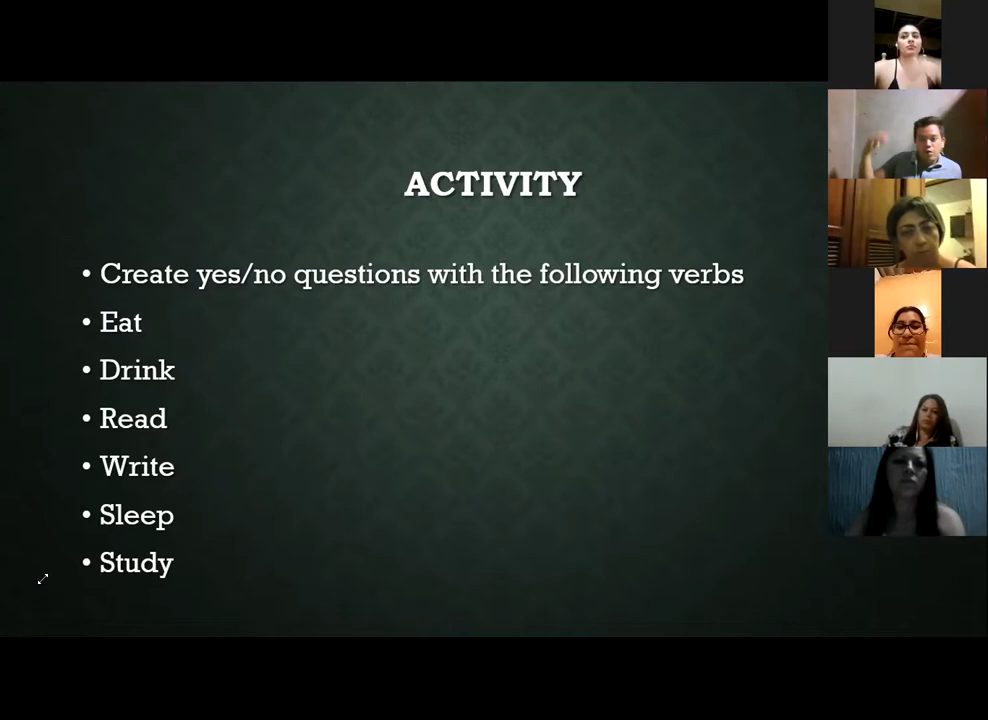 ACTIVITY
• Create yes/no questions with the following verbs
• Eat
• Drink
• Read
• Write
• Sleep
• Study